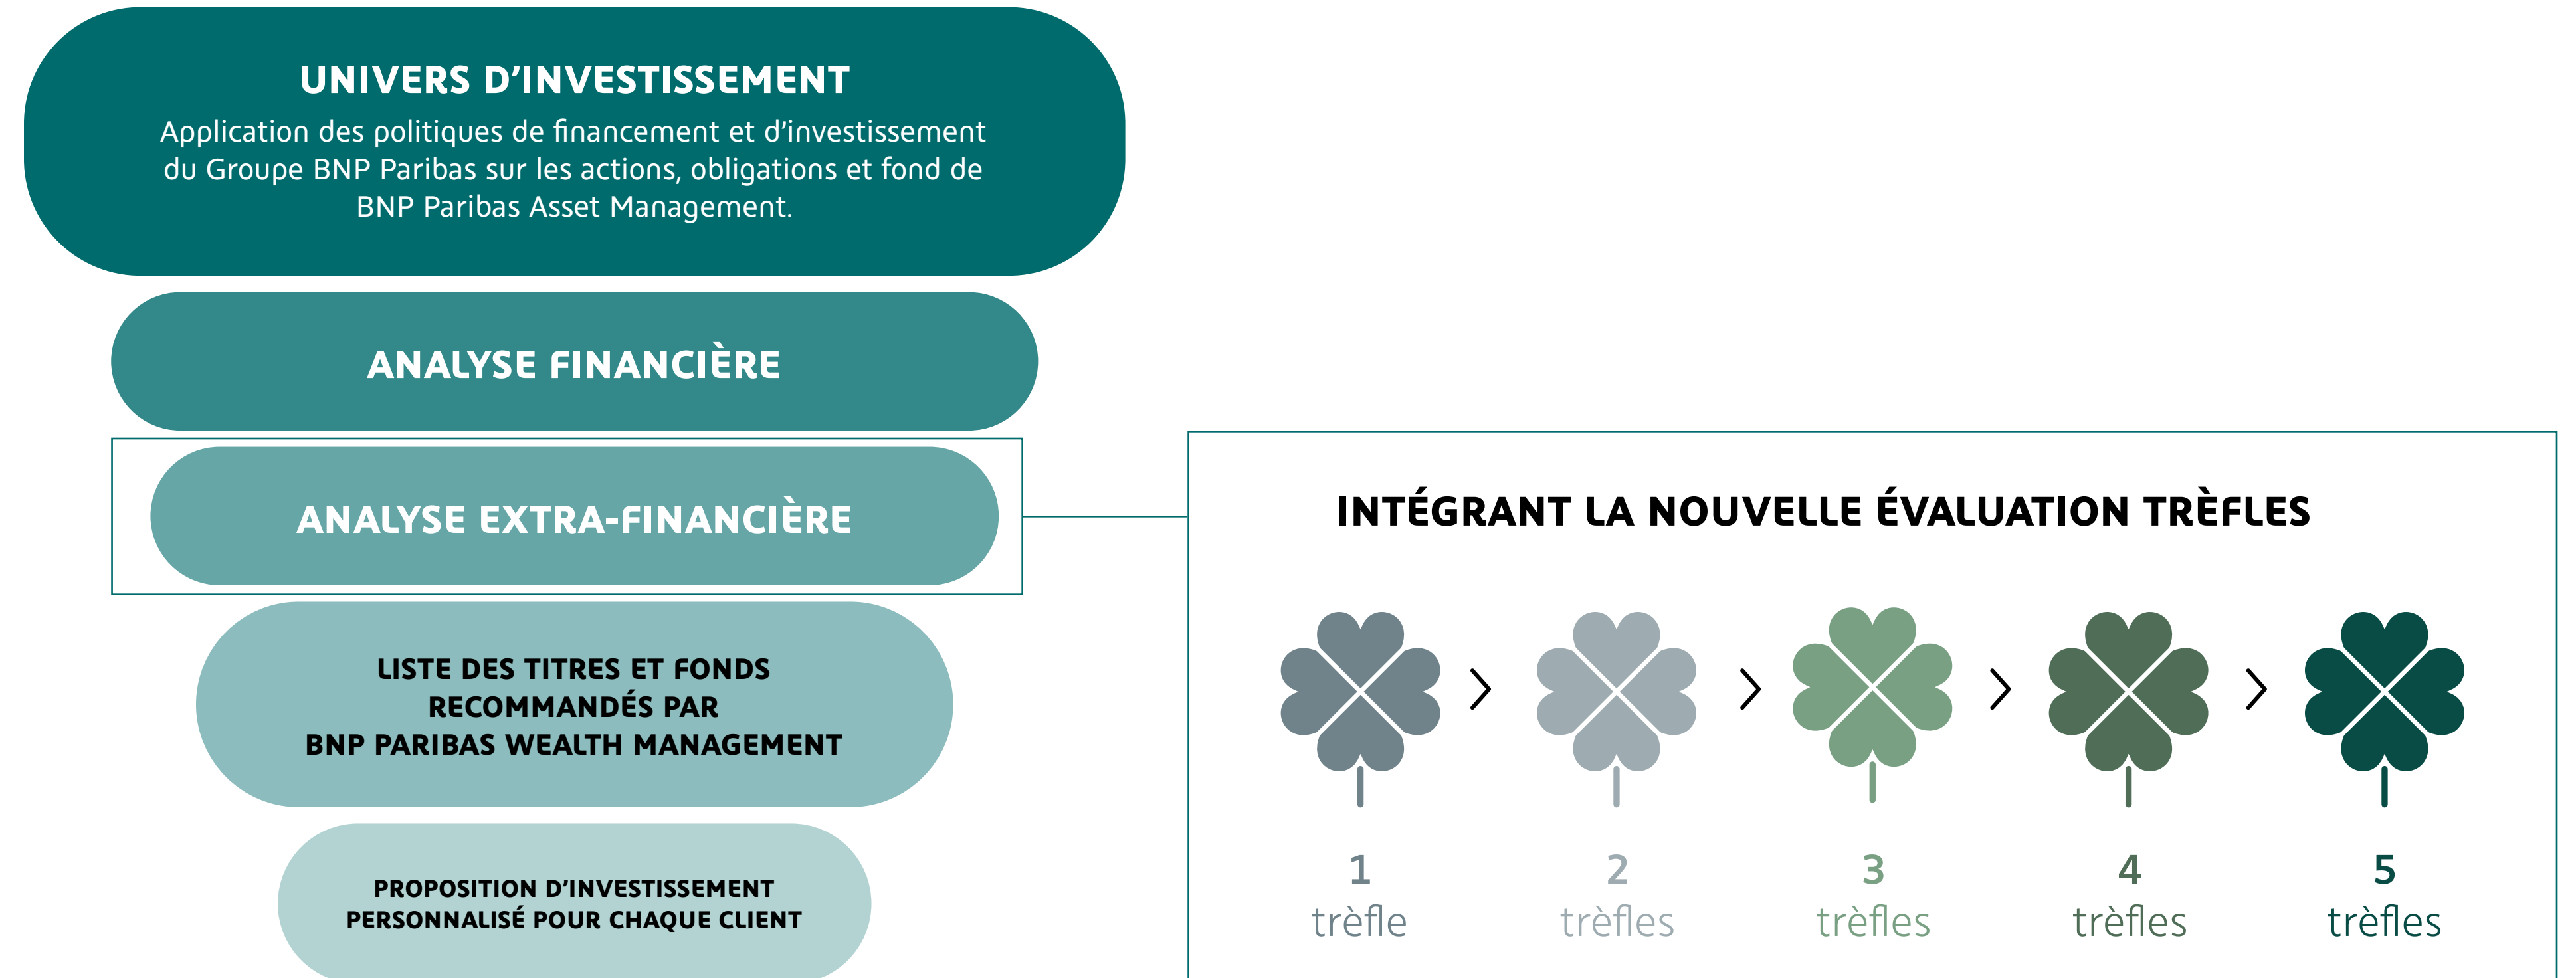 UNIVERS D’INVESTISSEMENT
Application des politiques de financement et d’investissement
du Groupe BNP Paribas sur les actions, obligations et fond de
BNP Paribas Asset Management.
ANALYSE FINANCIÈRE
ANALYSE EXTRA-FINANCIÈRE
LISTE DES TITRES ET FONDS
RECOMMANDÉS PAR
BNP PARIBAS WEALTH MANAGEMENT
PROPOSITION D’INVESTISSEMENT
PERSONNALISÉ POUR CHAQUE CLIENT
INTÉGRANT LA NOUVELLE ÉVALUATION TRÈFLES
1 2 3 4 5
trèfle trèfles trèfles trèfles trèfles